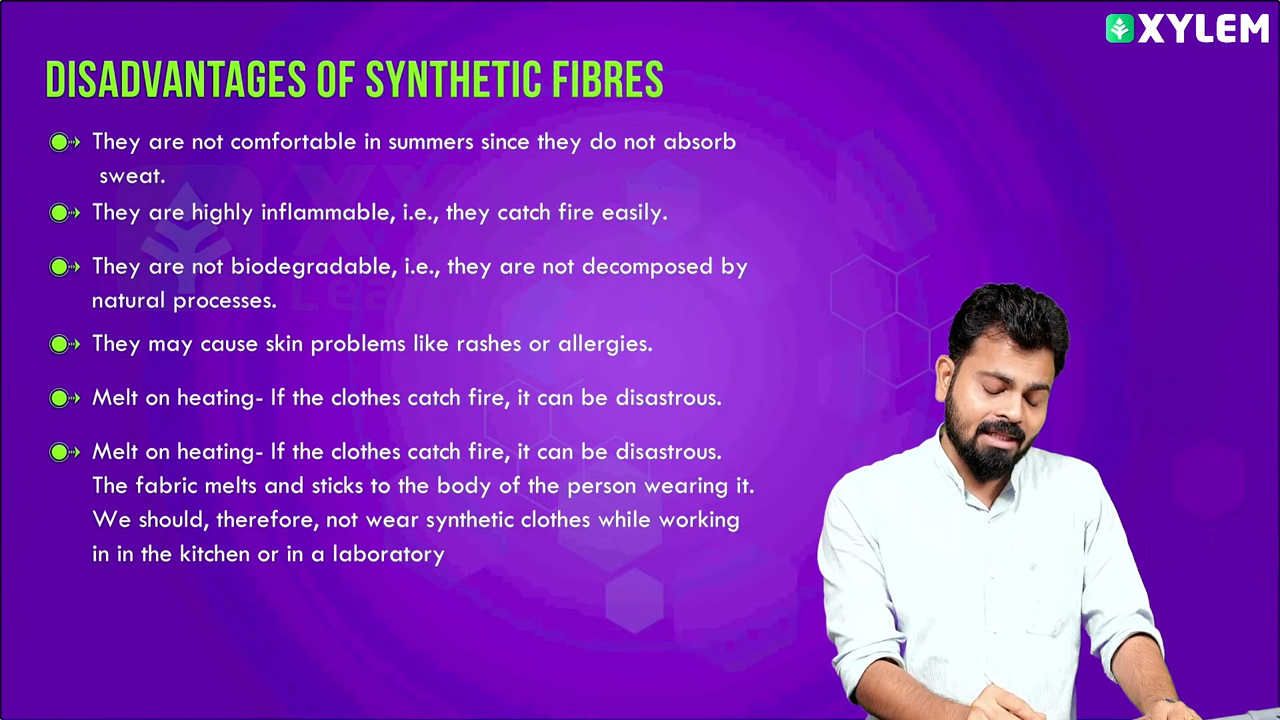 XYLEM
DISADVANTAGES OF SYNTHETIC FIBRES
They are not comfortable in summers since they do not absorb
sweat.
They are highly inflammable, i.e., they catch fire easily.
They are not biodegradable, i.e., they are not decomposed by
natural processes.
They may cause skin problems like rashes or allergies.
Melt on heating- If the clothes catch fire, it can be disastrous.
Melt on heating- If the clothes catch fire, it can be disastrous.
The fabric melts and sticks to the body of the person wearing it.
We should, therefore, not wear synthetic clothes while working
in in the kitchen or in a laboratory